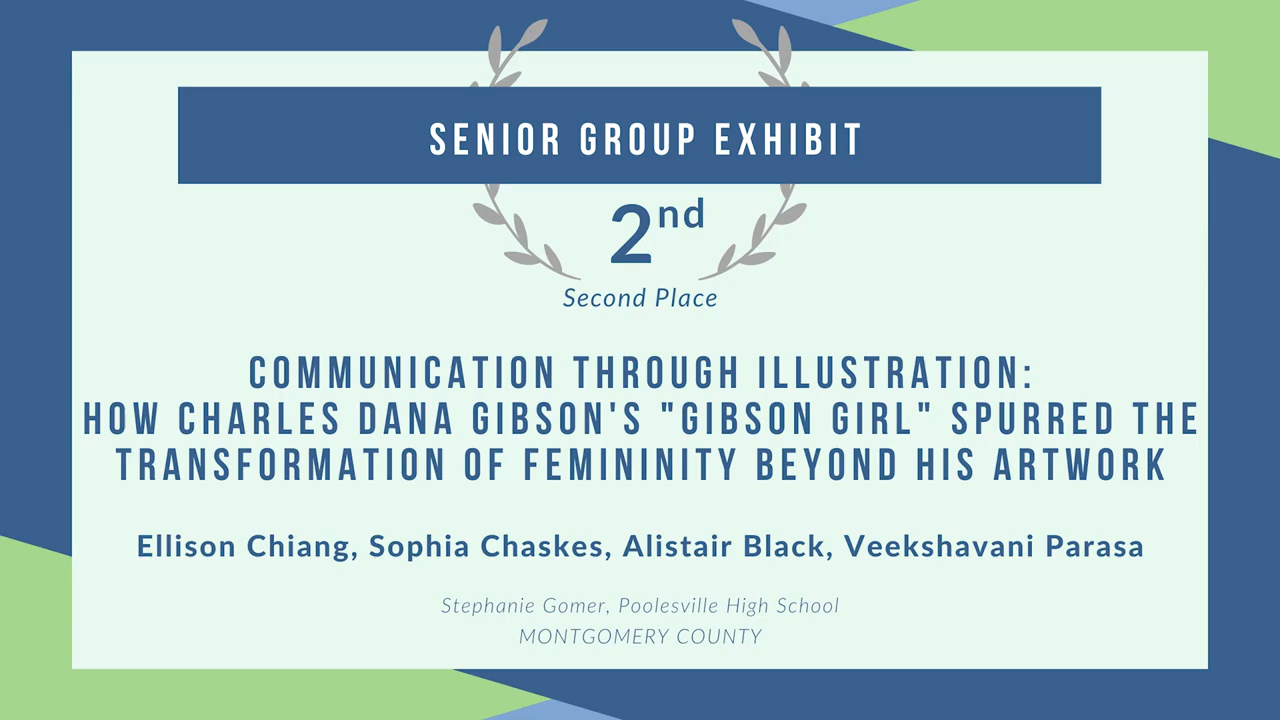 SENIOR GROUP EXHIBIT
2nd
Second Place
COMMUNICATION THROUGH ILLUSTRATION:
HOW CHARLES DANA GIBSON'S "GIBSON GIRL" SPURRED THE
TRANSFORMATION OF FEMININITY BEYOND HIS ARTWORK
Ellison Chiang, Sophia Chaskes, Alistair Black, Veekshavani Parasa
Stephanie Gomer, Poolesville High School
MONTGOMERY COUNTY